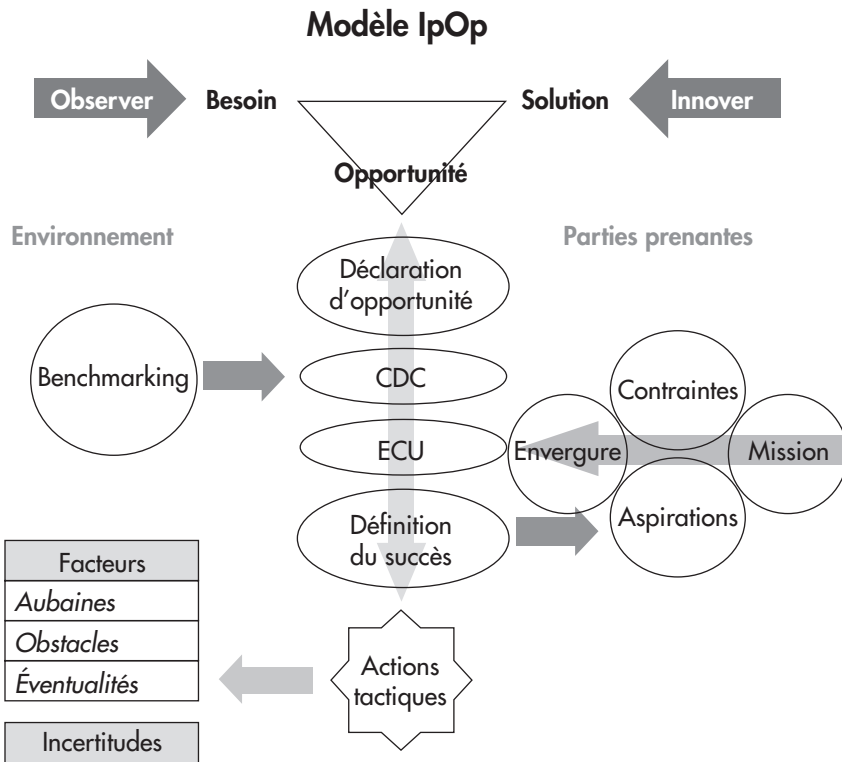 Modèle IpOp
Observer Besoin Solution Innover
Opportunité
Environnement Parties prenantes
Déclaration
d'opportunité
Benchmarking CDC Contraintes
ECU Envergure Mission
Définition
du succès
Aspirations
Facteurs
Aubaines
Obstacles
Éventualités
Actions
tactiques
Incertitudes